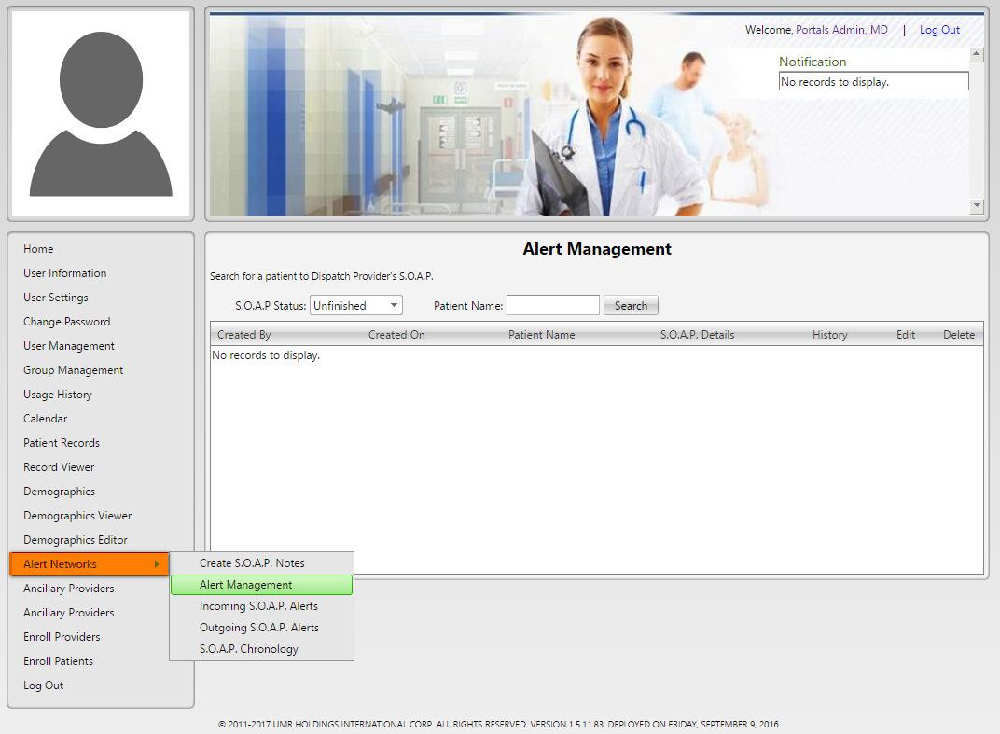 Welcome, Portals Admin, MD | Log Out
Notification
No records to display.
Home
User Information
User Settings
Change Password
User Management
Group Management
Usage History
Calendar
Patient Records
Record Viewer
Demographics
Demographics Viewer
Demographics Editor
Alert Networks
Ancillary Providers
Ancillary Providers
Enroll Providers
Enroll Patients
Log Out
Create S.O.A.P. Notes
Alert Management
Incoming S.O.A.P. Alerts
Outgoing S.O.A.P. Alerts
S.O.A.P. Chronology
Alert Management
Search for a patient to Dispatch Provider's S.O.A.P.
S.O.A.P Status: Unfinished Patient Name: Search
Created By Created On Patient Name S.O.A.P. Details History Edit Delete
No records to display.
© 2011-2017 UMR HOLDINGS INTERNATIONAL CORP. ALL RIGHTS RESERVED. VERSION 1.5.11.83. DEPLOYED ON FRIDAY, SEPTEMBER 9, 2016